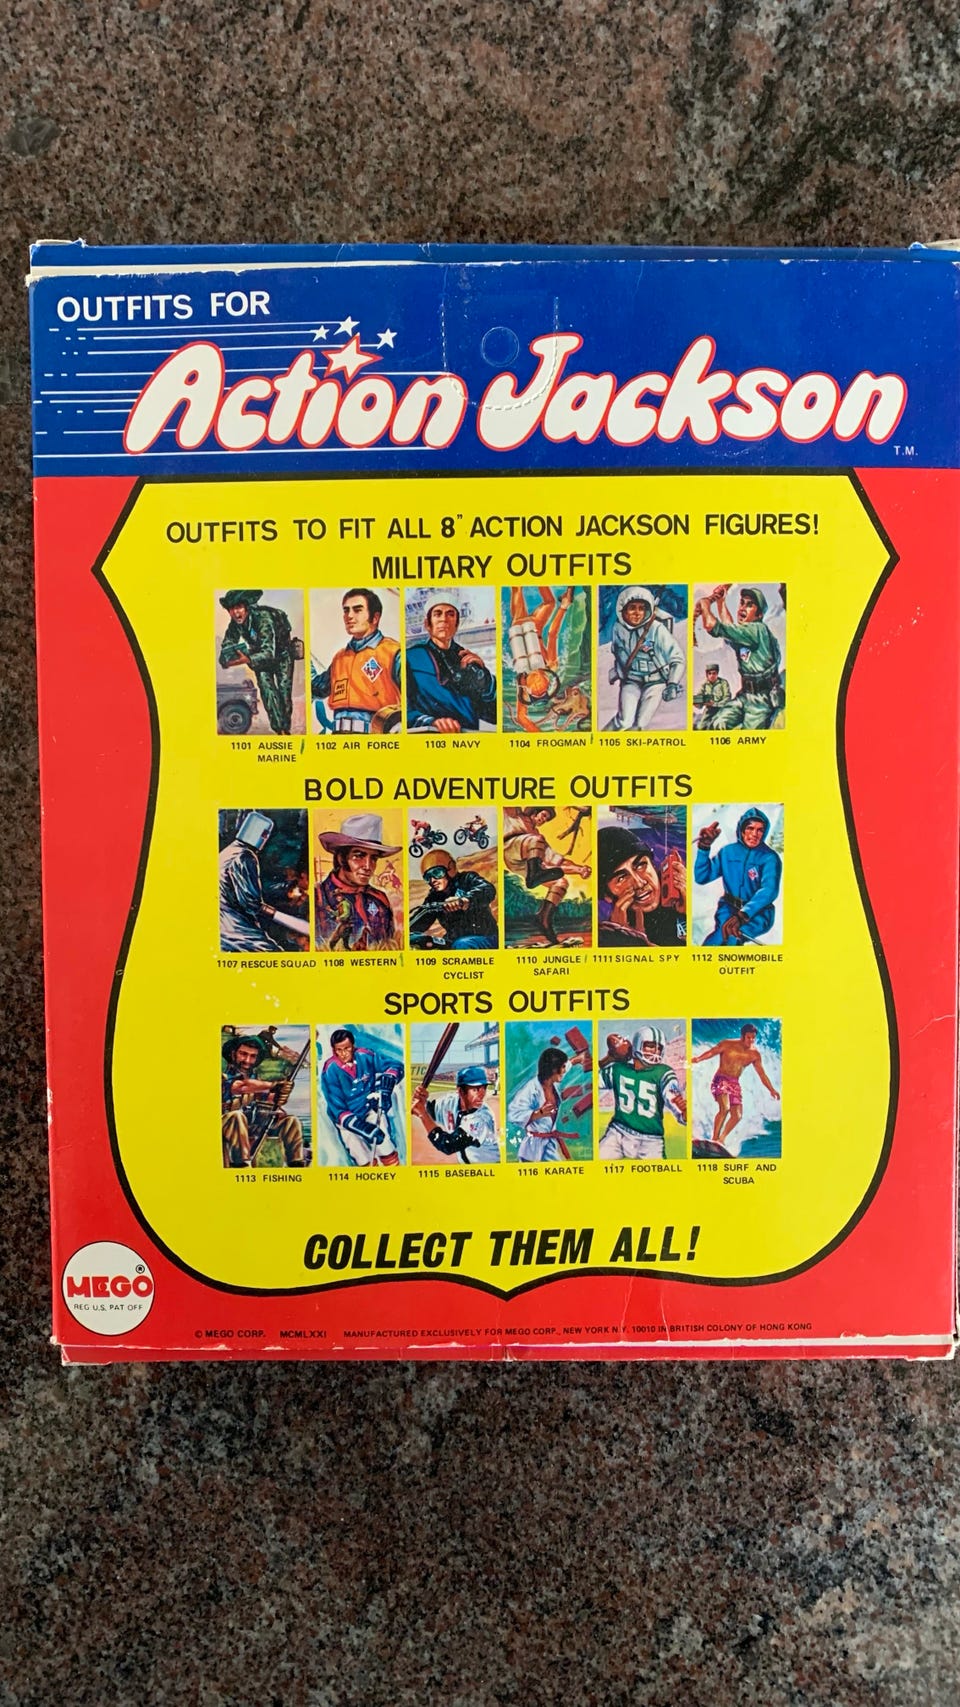 OUTFITS FOR
Action Jackson
T.M.
OUTFITS TO FIT ALL 8" ACTION JACKSON FIGURES!
MILITARY OUTFITS
1101 AUSSIE MARINE
1102 AIR FORCE
1103 NAVY
1104 FROGMAN
1105 SKI-PATROL
1106 ARMY
BOLD ADVENTURE OUTFITS
1107 RESCUE SQUAD
1108 WESTERN
1109 SCRAMBLE CYCLIST
1110 JUNGLE SAFARI
1111 SIGNAL SPY
1112 SNOWMOBILE OUTFIT
SPORTS OUTFITS
55
1113 FISHING
1114 HOCKEY
1115 BASEBALL
1116 KARATE
1117 FOOTBALL
1118 SURF AND SCUBA
COLLECT THEM ALL!
MEGO ®
REG U.S. PAT OFF
© MEGO CORP. MCMLXXI MANUFACTURED EXCLUSIVELY FOR MEGO CORP., NEW YORK N.Y. 10010 IN BRITISH COLONY OF HONG KONG